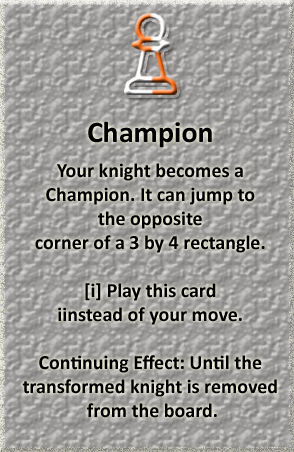 Champion
Your knight becomes a
Champion. It can jump to
the opposite
corner of a 3 by 4 rectangle.
[i] Play this card
iinstead of your move.
Continuing Effect: Until the
transformed knight is removed
from the board.